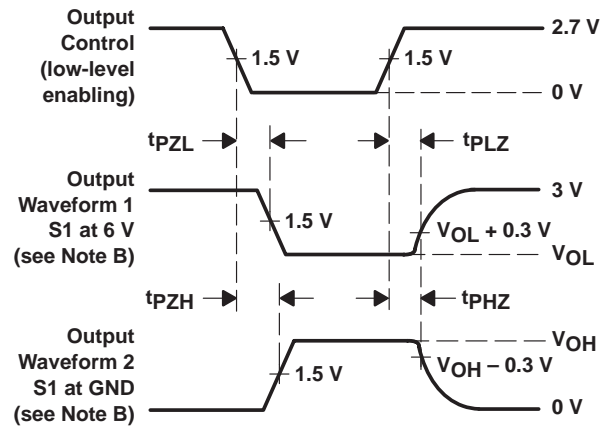 Output
Control
(low-level
enabling)
2.7 V
1.5 V
1.5 V
0 V
tPZL
tPLZ
Output
Waveform 1
S1 at 6 V
(see Note B)
3 V
1.5 V
VOL + 0.3 V
VOL
tPZH
tPHZ
Output
Waveform 2
S1 at GND
(see Note B)
VOH
1.5 V
VOH – 0.3 V
0 V